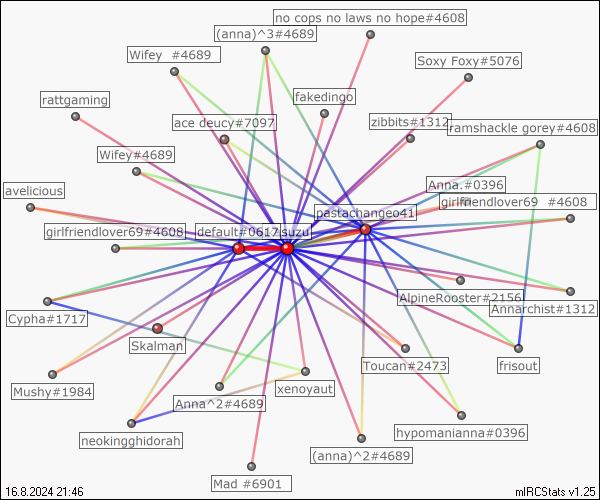 no cops no laws no hope#4608
(anna)^3#4689
Wifey  #4689
Soxy Foxy#5076
rattgaming
fakedingo
ace deucy#7097
zibbits#1312
ramshackle gorey#4608
Wifey#4689
Anna.#0396
avelicious
girlfriendlover69  #4608
pastachangeo41
girlfriendlover69#4608
default#0617
suzu
AlpineRooster#2156
Annarchist#1312
Cypha#1717
Skalman
Toucan#2473
frisout
Mushy#1984
xenoyaut
Anna^2#4689
hypomanianna#0396
neokingghidorah
(anna)^2#4689
Mad #6901
16.8.2024 21:46
mIRCStats v1.25